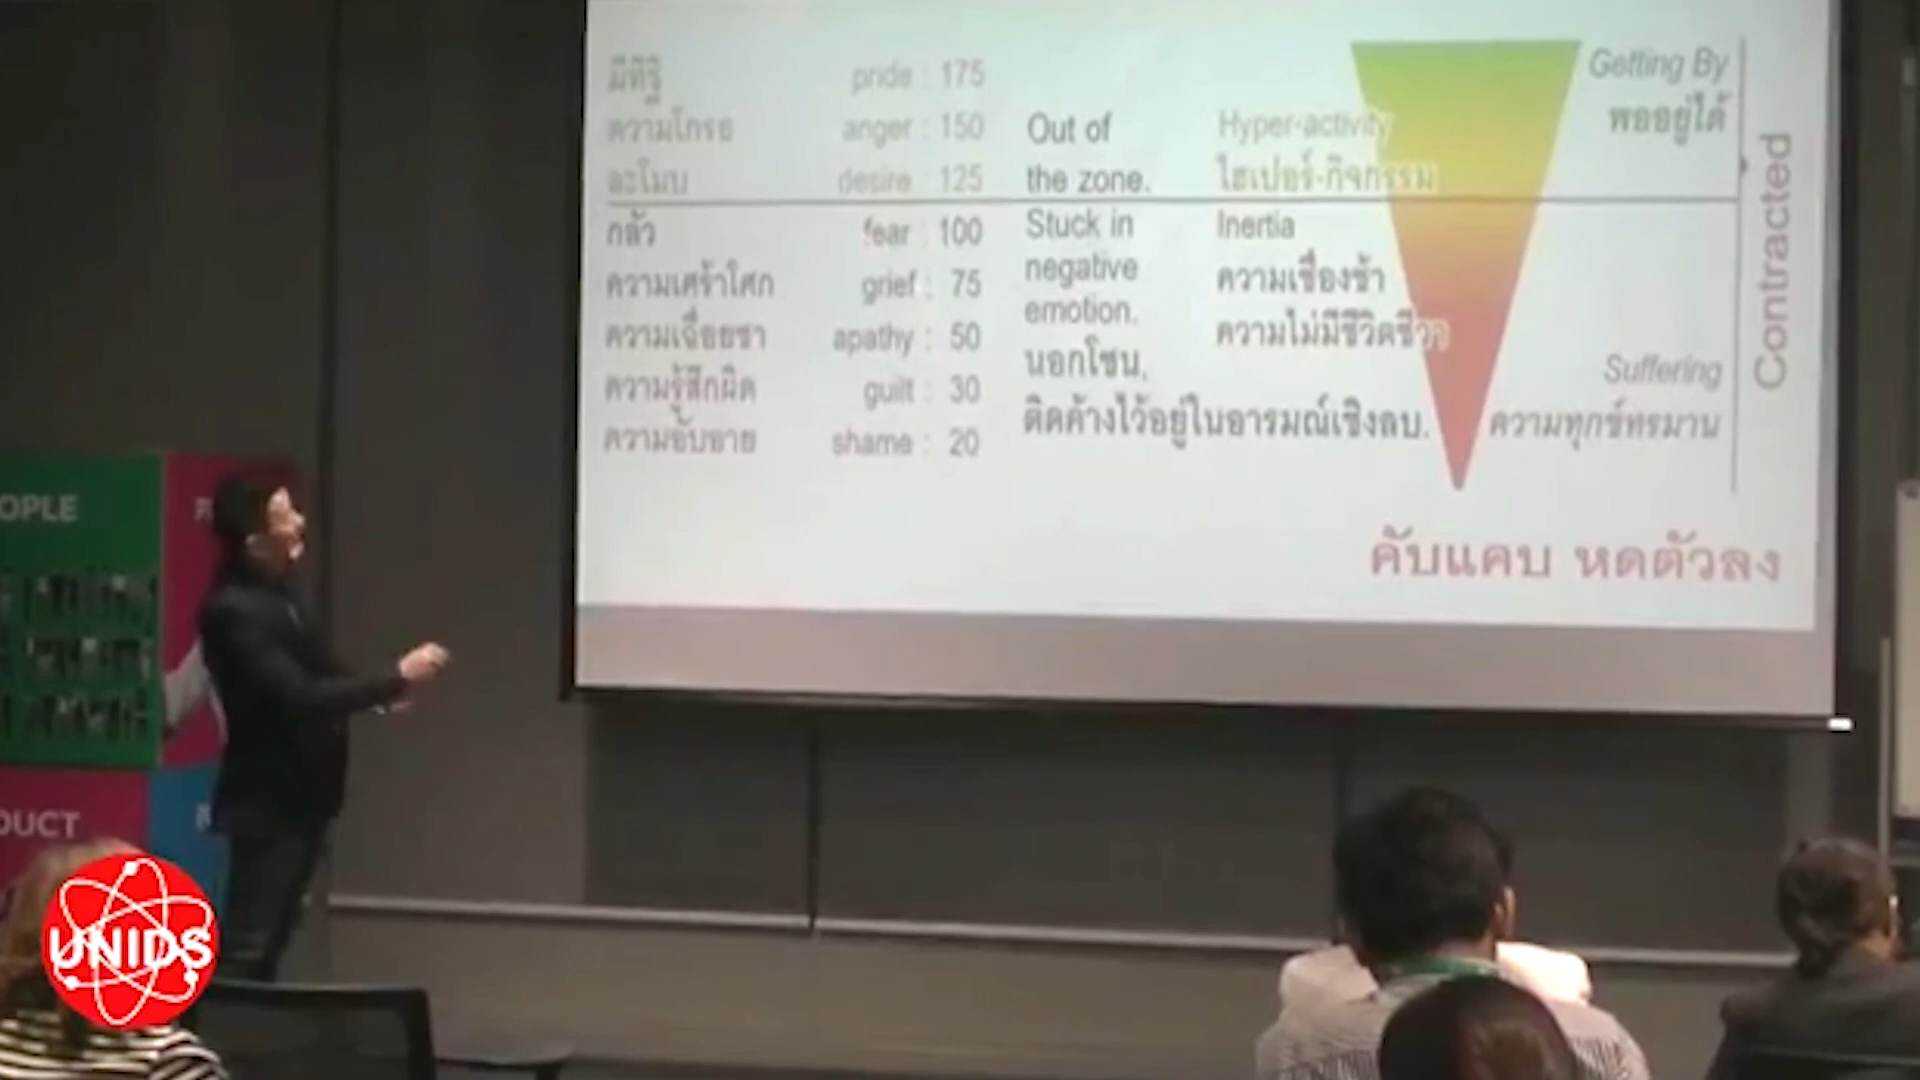 มีทิฐิ pride : 175
ความโกรธ anger : 150
ละโมบ desire : 125
Out of
the zone.
Hyper-activity
ไฮเปอร์-กิจกรรม
Getting By
พออยู่ได้
กลัว fear : 100
ความเศร้าโศก grief : 75
ความเฉื่อยชา apathy : 50
ความรู้สึกผิด guilt : 30
ความอับอาย shame : 20
Stuck in
negative
emotion.
นอกโซน,
ติดค้างไว้อยู่ในอารมณ์เชิงลบ.
Inertia
ความเชื่องช้า
ความไม่มีชีวิตชีวา
Suffering
ความทุกข์ทรมาน
Contracted
คับแคบ หดตัวลง
OPLE
DUCT
UNIDS